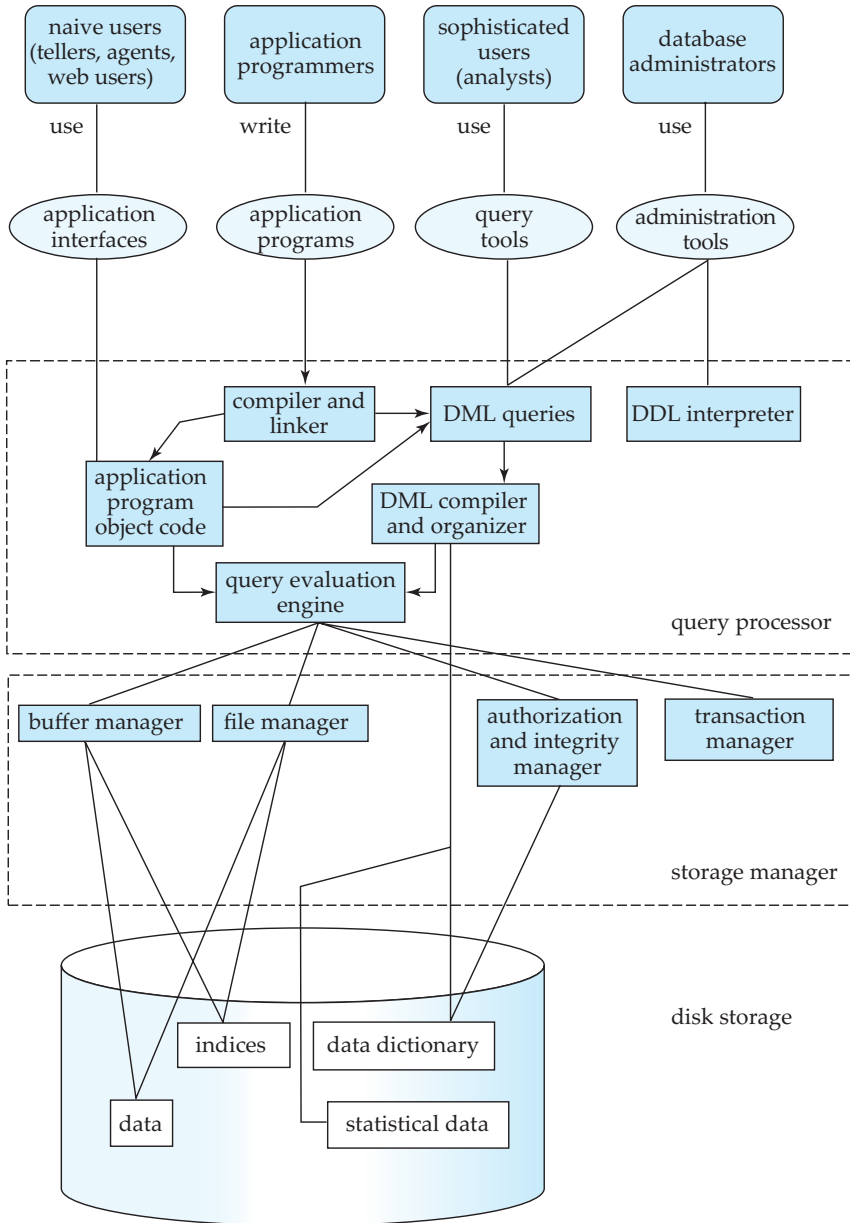 naive users
(tellers, agents,
web users)
application
programmers
sophisticated
users
(analysts)
database
administrators
use
write
use
use
application
interfaces
application
programs
query
tools
administration
tools
compiler and
linker
DML queries
DDL interpreter
application
program
object code
DML compiler
and organizer
query evaluation
engine
query processor
buffer manager
file manager
authorization
and integrity
manager
transaction
manager
storage manager
disk storage
indices
data dictionary
data
statistical data